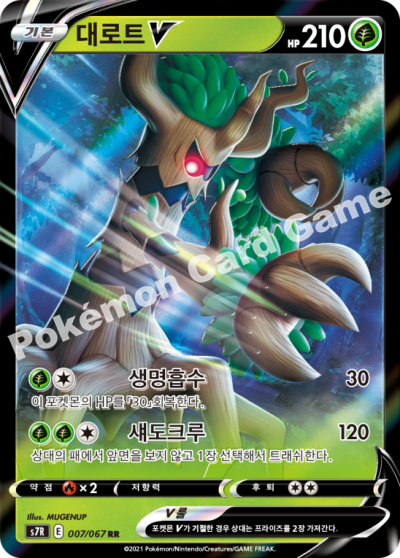 기본 대로트 V HP 210
Pokémon Card Game
생명흡수 30
이 포켓몬의 HP를 「30」회복한다.
섀도크루 120
상대의 패에서 앞면을 보지 않고 1장 선택해서 트래쉬한다.
약점 ×2 저항력 후퇴
Illus. MUGENUP
V룰
s7R E 007/067 RR
포켓몬 V가 기절한 경우 상대는 프라이즈를 2장 가져간다.
©2021 Pokémon/Nintendo/Creatures/GAME FREAK.